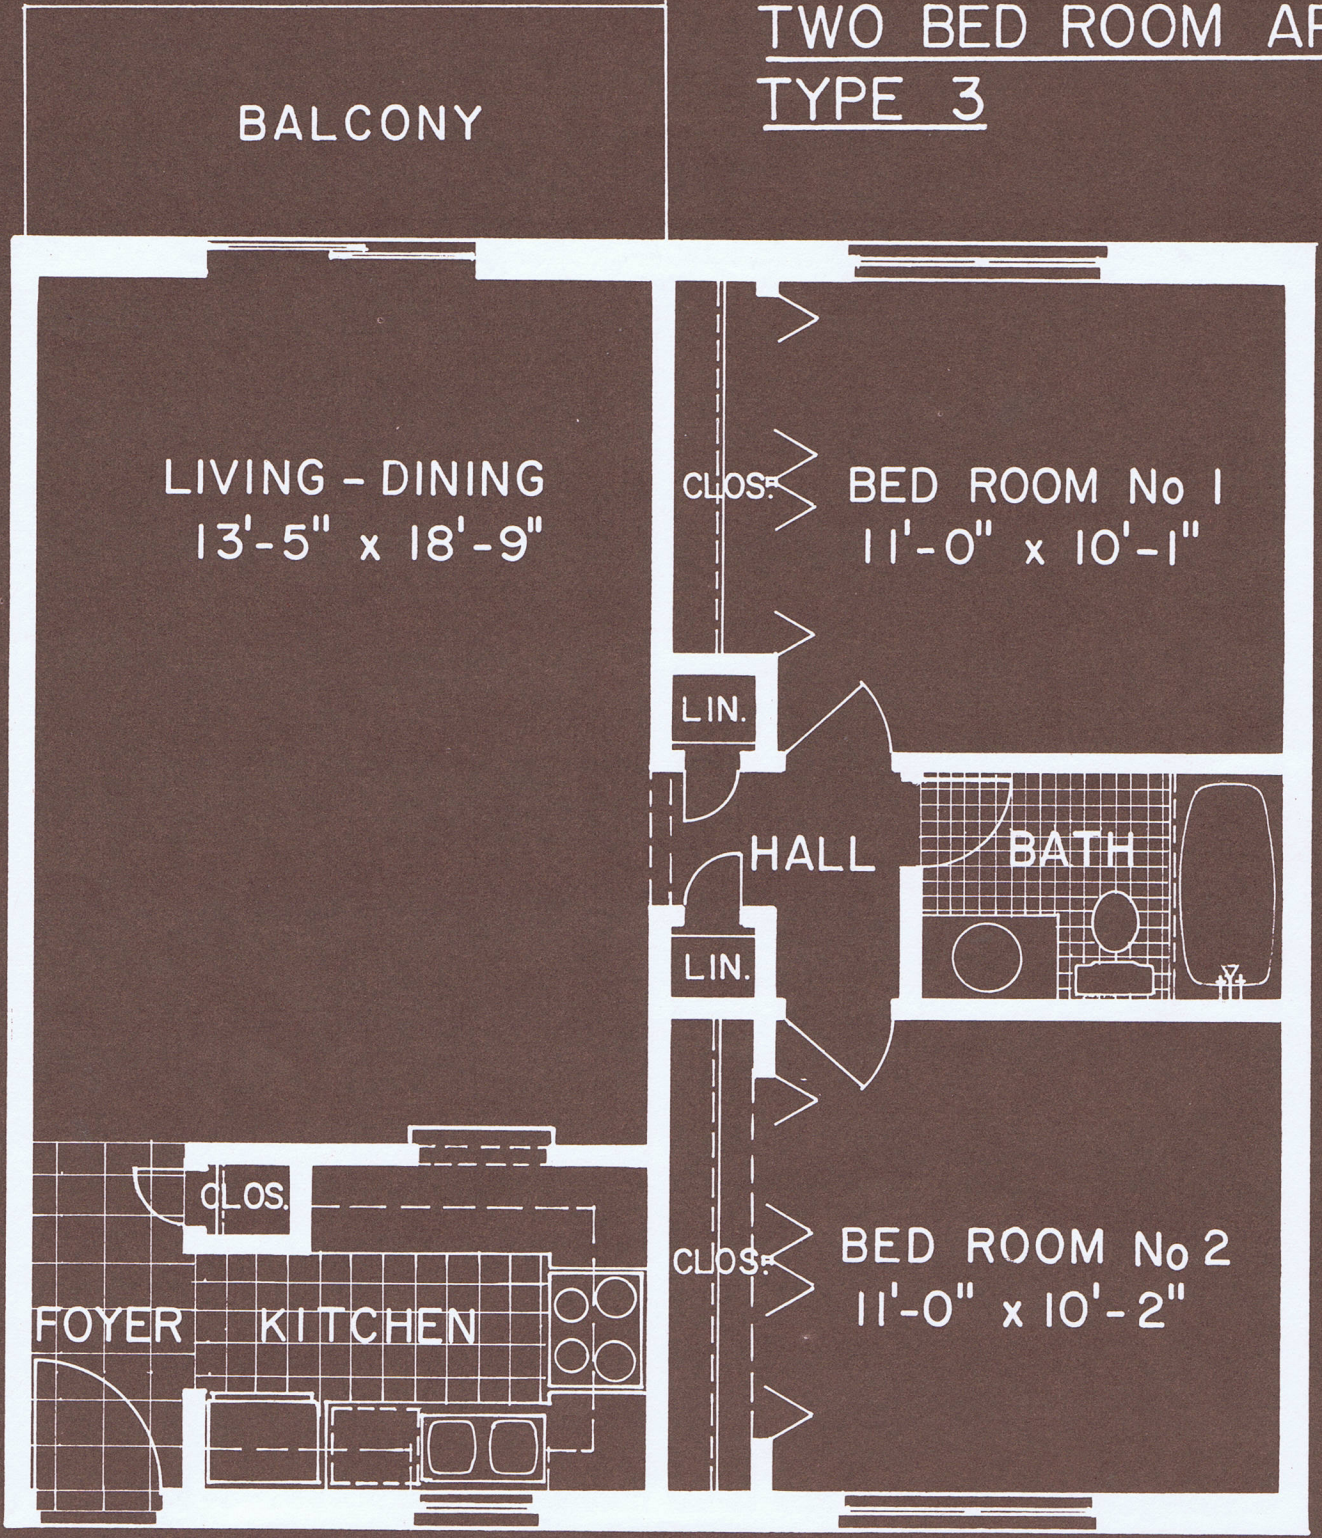 TWO BED ROOM AP
TYPE 3
BALCONY
LIVING - DINING
13'-5" x 18'-9"
CLOS.
BED ROOM No 1
11'-0" x 10'-1"
LIN.
HALL
BATH
LIN.
CLOS.
CLOS.
BED ROOM No 2
11'-0" x 10'-2"
FOYER
KITCHEN